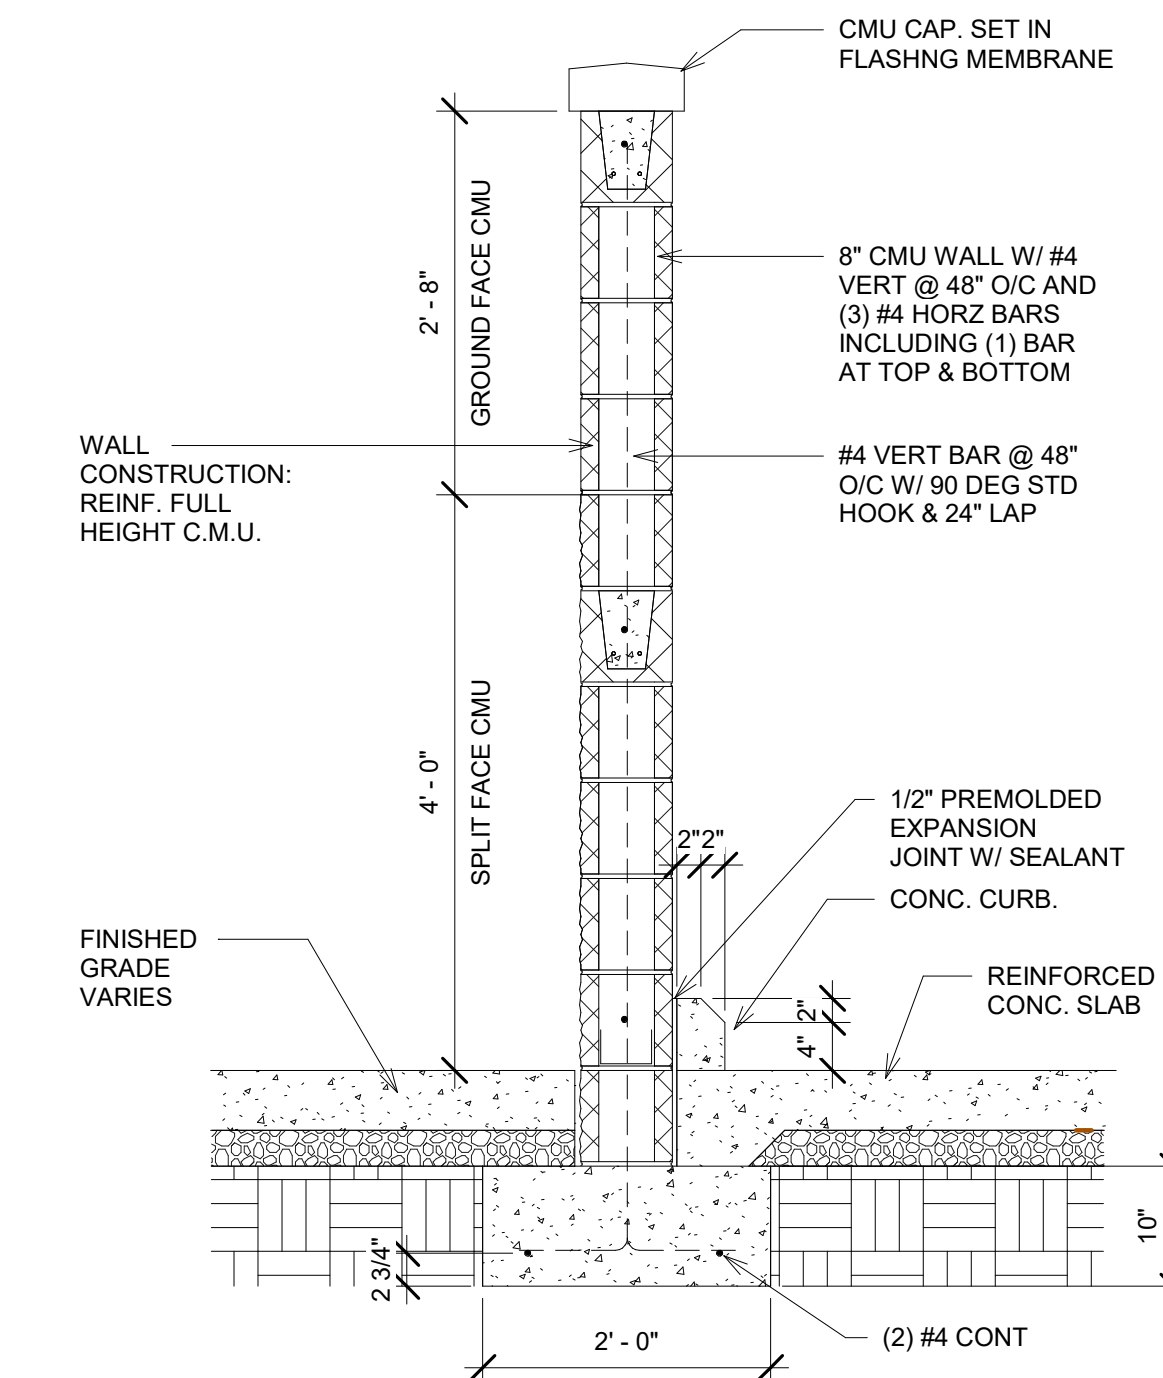 CMU CAP. SET IN
FLASHNG MEMBRANE
2' - 8"
GROUND FACE CMU
8" CMU WALL W/ #4
VERT @ 48" O/C AND
(3) #4 HORZ BARS
INCLUDING (1) BAR
AT TOP & BOTTOM
WALL
CONSTRUCTION:
REINF. FULL
HEIGHT C.M.U.
#4 VERT BAR @ 48"
O/C W/ 90 DEG STD
HOOK & 24" LAP
4' - 0"
SPLIT FACE CMU
1/2" PREMOLDED
EXPANSION
JOINT W/ SEALANT
2" 2"
CONC. CURB.
FINISHED
GRADE
VARIES
REINFORCED
CONC. SLAB
2"
4"
10"
2 3/4"
2' - 0"
(2) #4 CONT